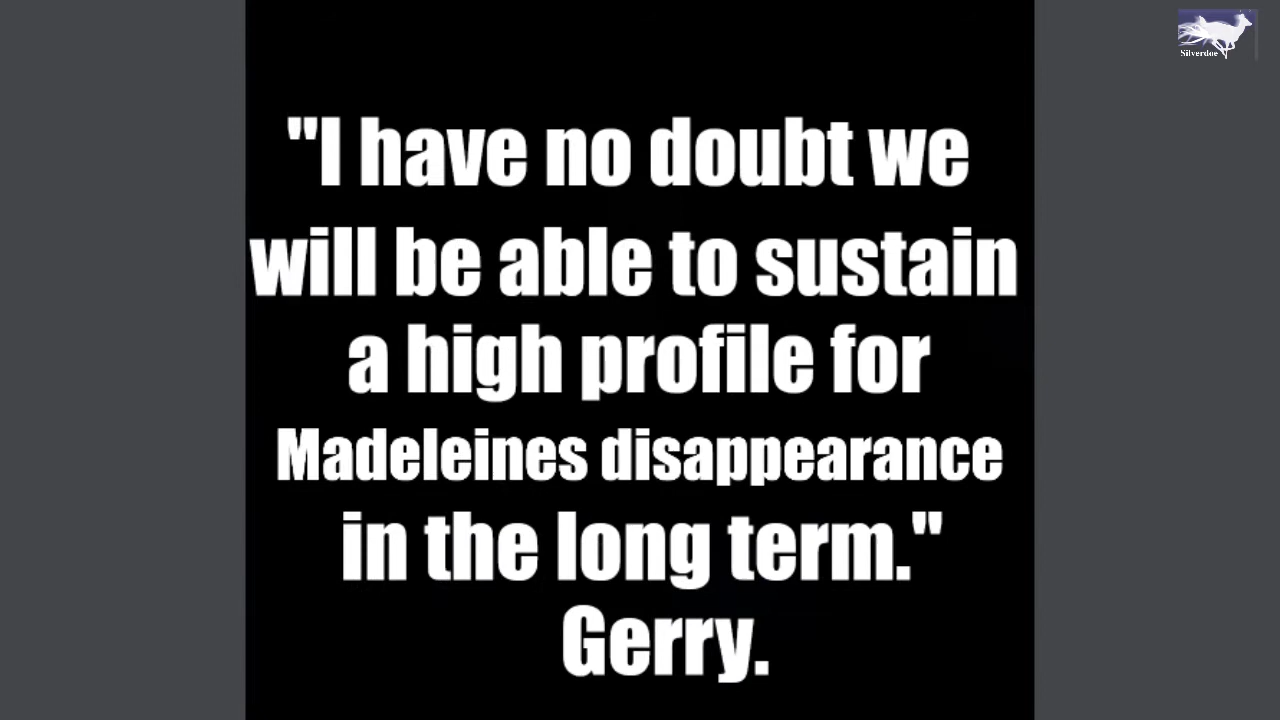 Silverdoe
"I have no doubt we
will be able to sustain
a high profile for
Madeleines disappearance
in the long term."
Gerry.